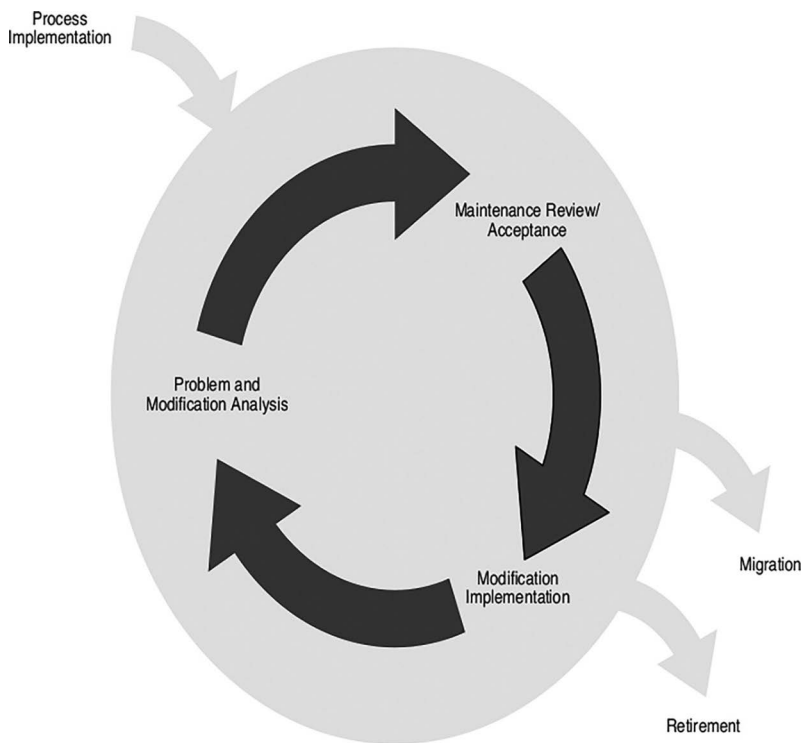 Process
Implementation
Maintenance Review/
Acceptance
Problem and
Modification Analysis
Modification
Implementation
Migration
Retirement